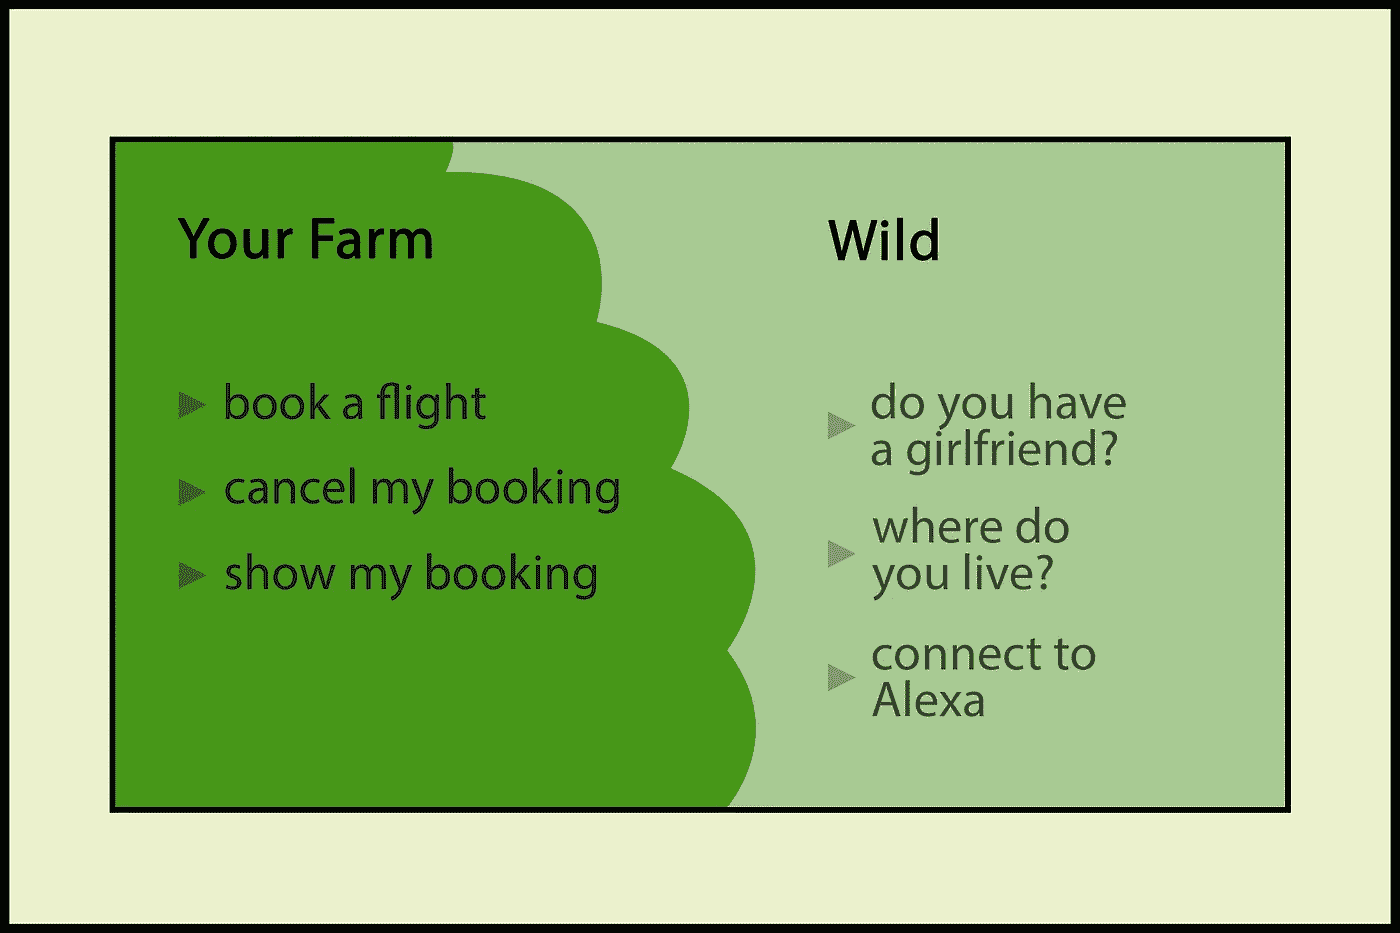 Your Farm
book a flight
cancel my booking
show my booking
Wild
do you have
a girlfriend?
where do
you live?
connect to
Alexa